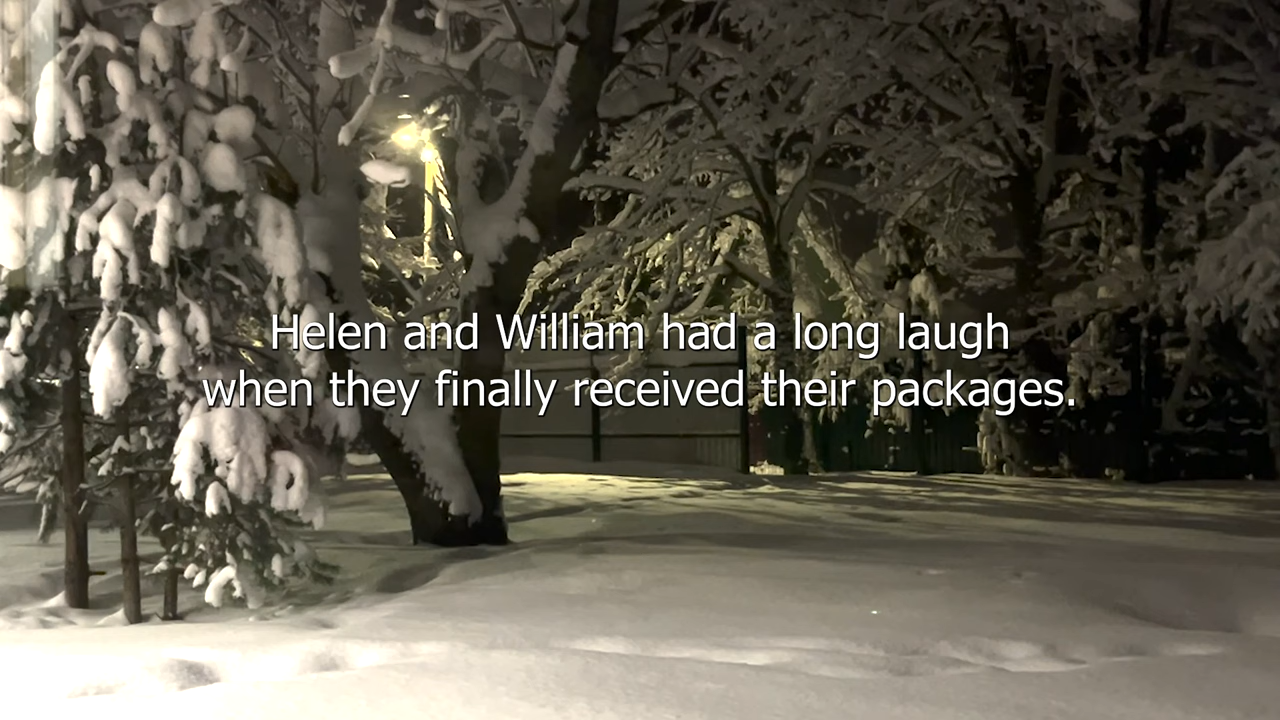 Helen and William had a long laugh
when they finally received their packages.